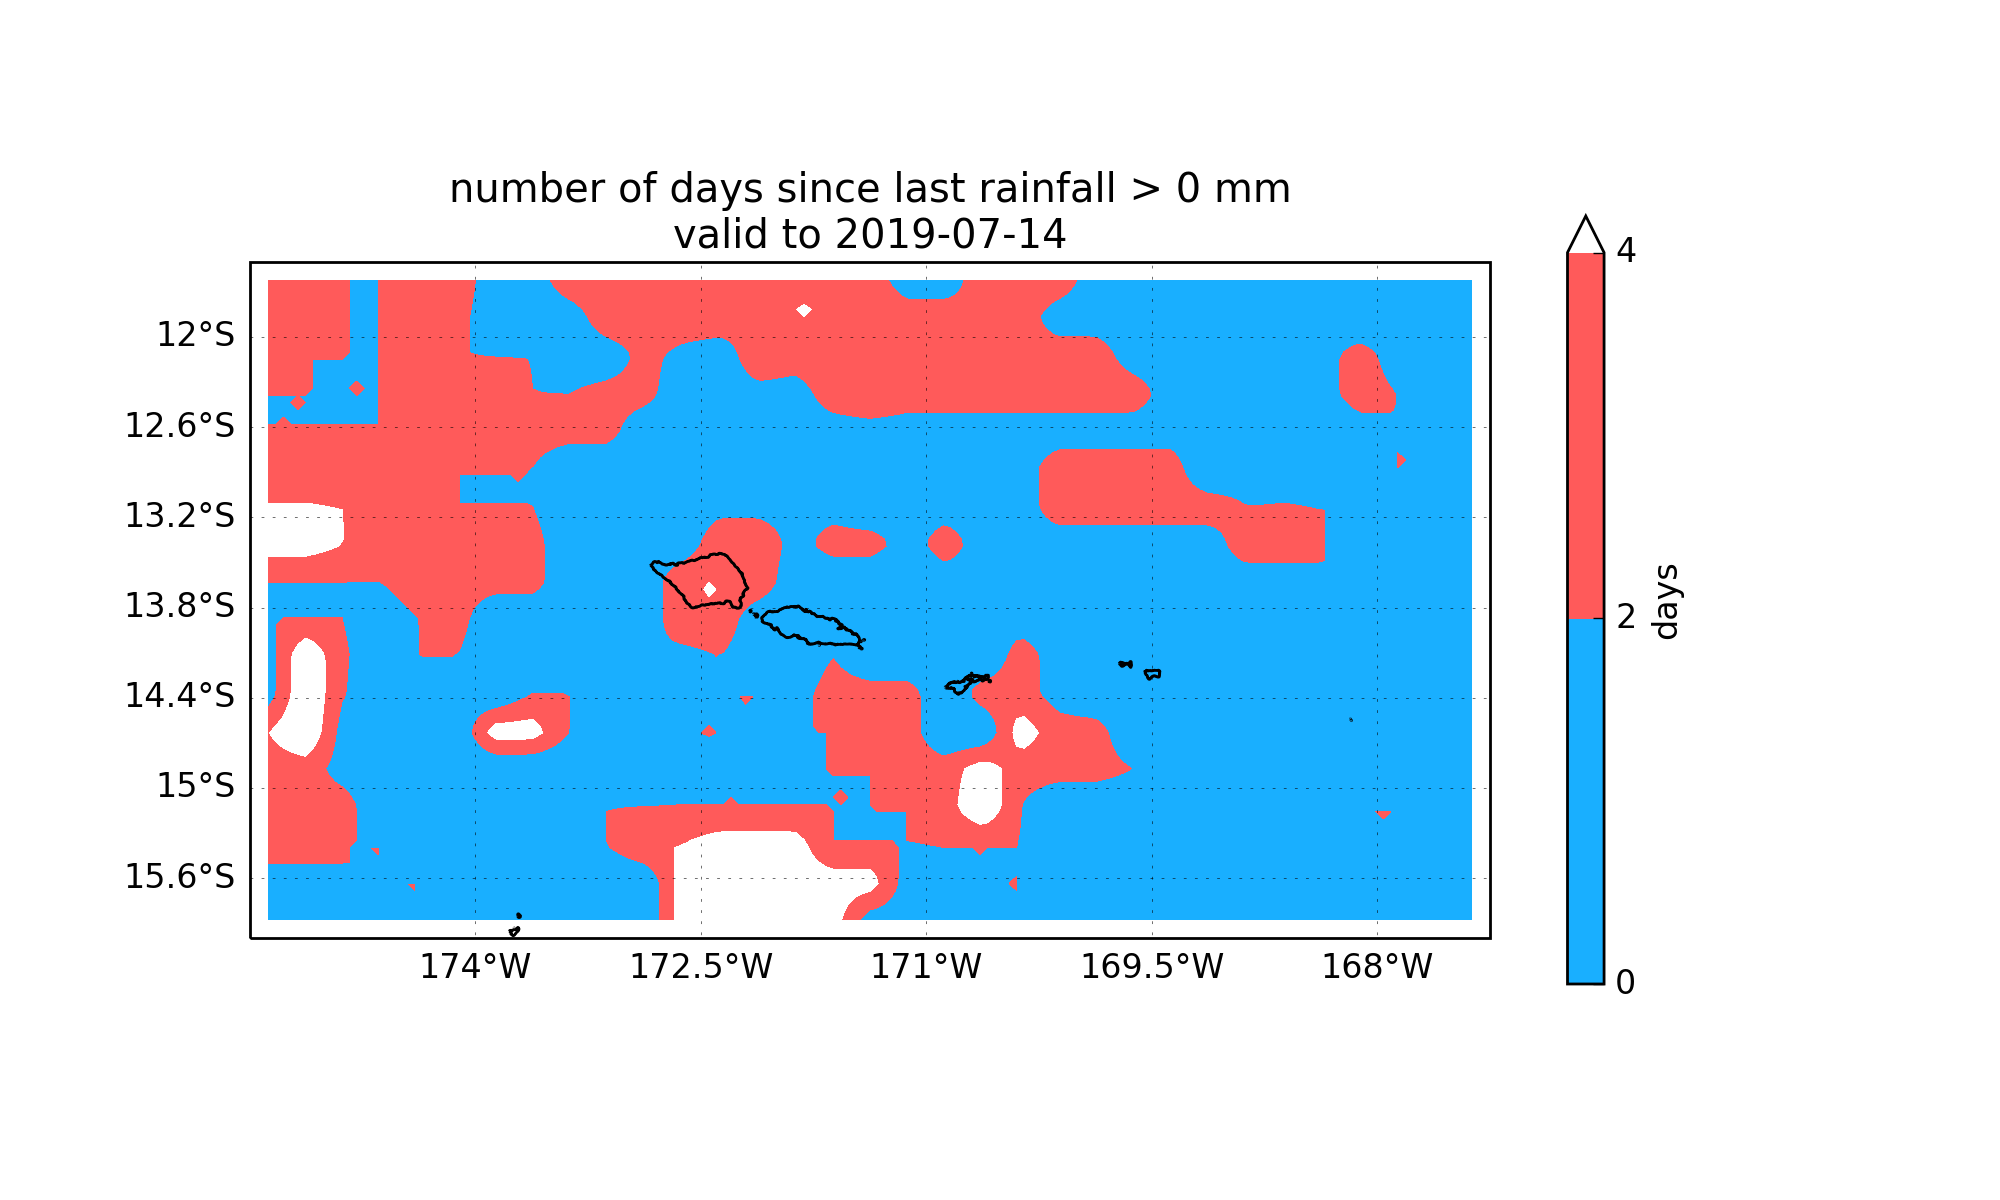 number of days since last rainfall > 0 mm
valid to 2019-07-14
12°S
12.6°S
13.2°S
13.8°S
14.4°S
15°S
15.6°S
174°W
172.5°W
171°W
169.5°W
168°W
4
2
0
days